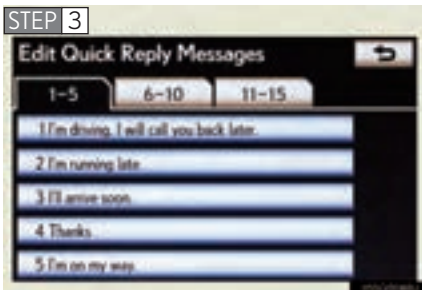 STEP 3
Edit Quick Reply Messages
1-5 6-10 11-15
1 I'm driving. I will call you back later.
2 I'm running late.
3 I'll arrive soon.
4 Thanks
5 I'm on my way.